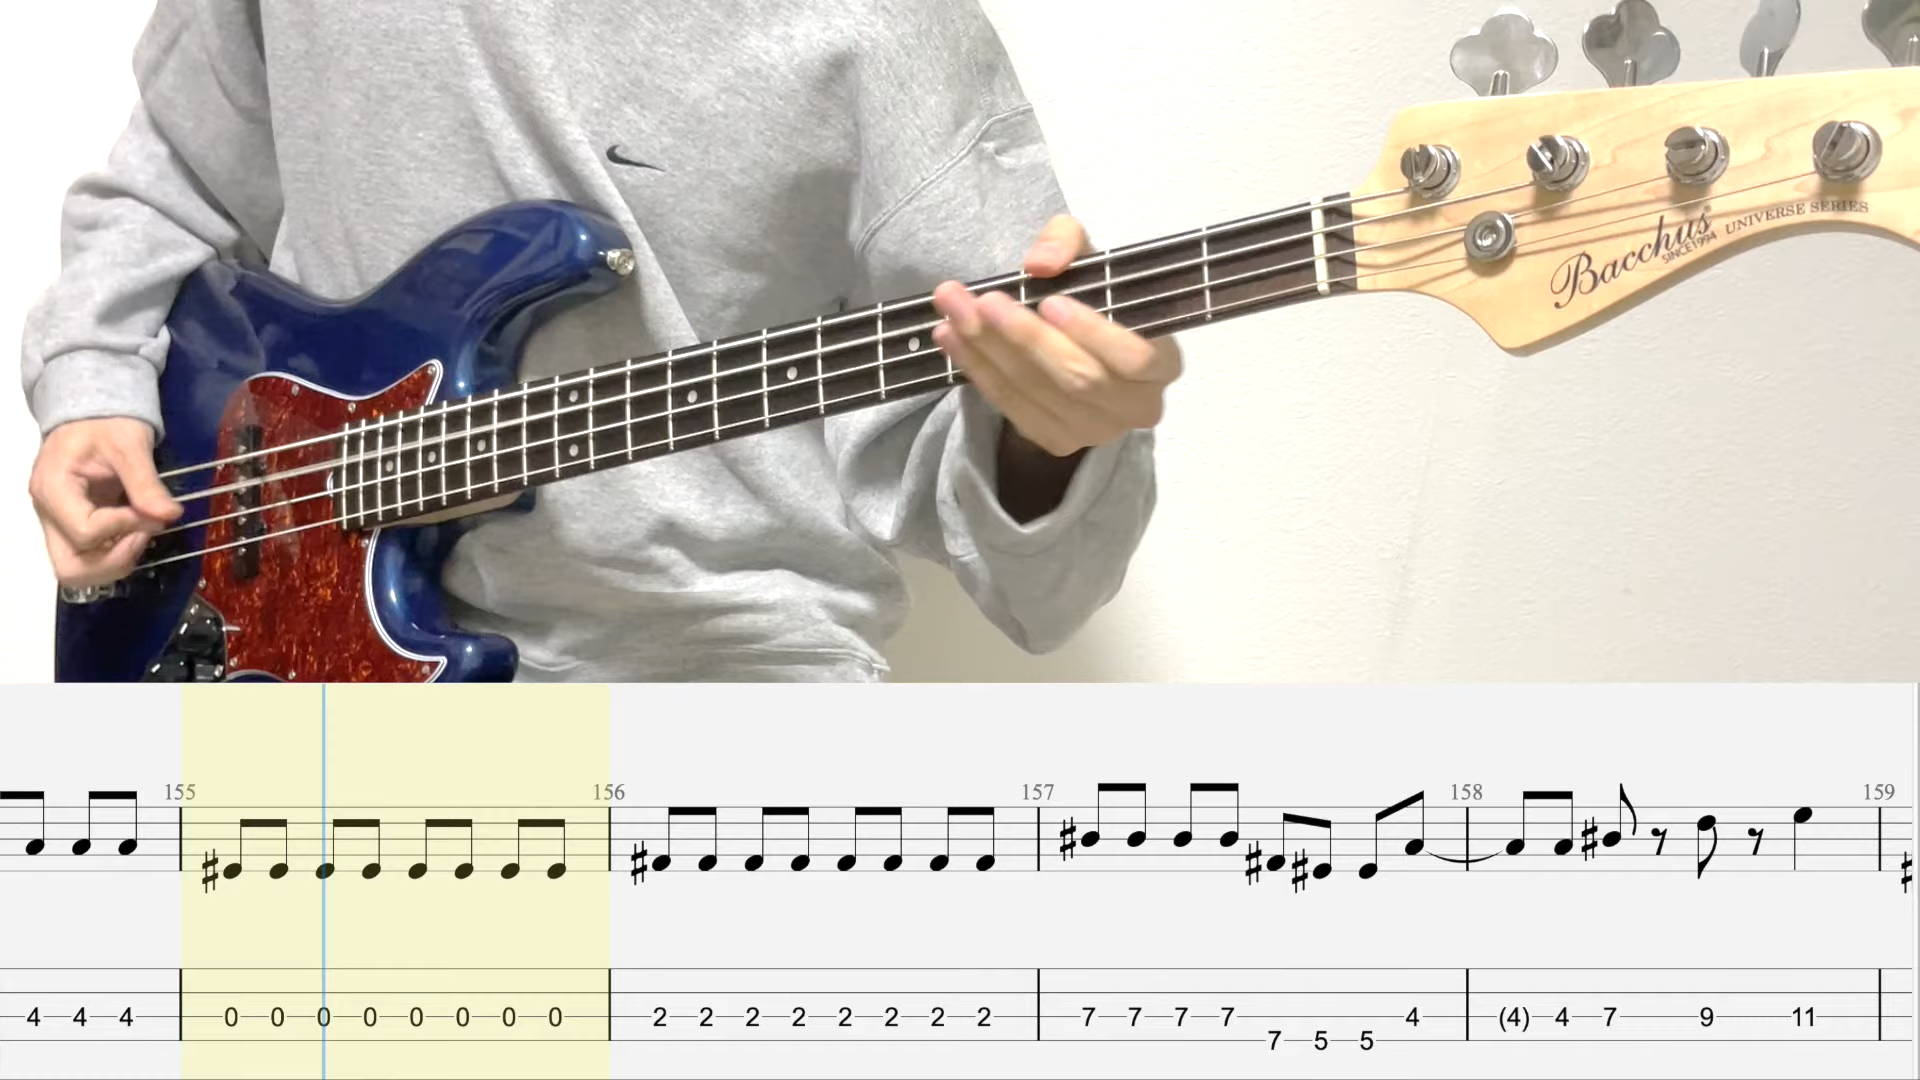 Bacchus® UNIVERSE SERIES
SINCE1994
155 156 157 158 159
4 4 4 0 0 0 0 0 0 0 0 2 2 2 2 2 2 2 2 7 7 7 7 4 (4) 4 7 9 11
7 5 5